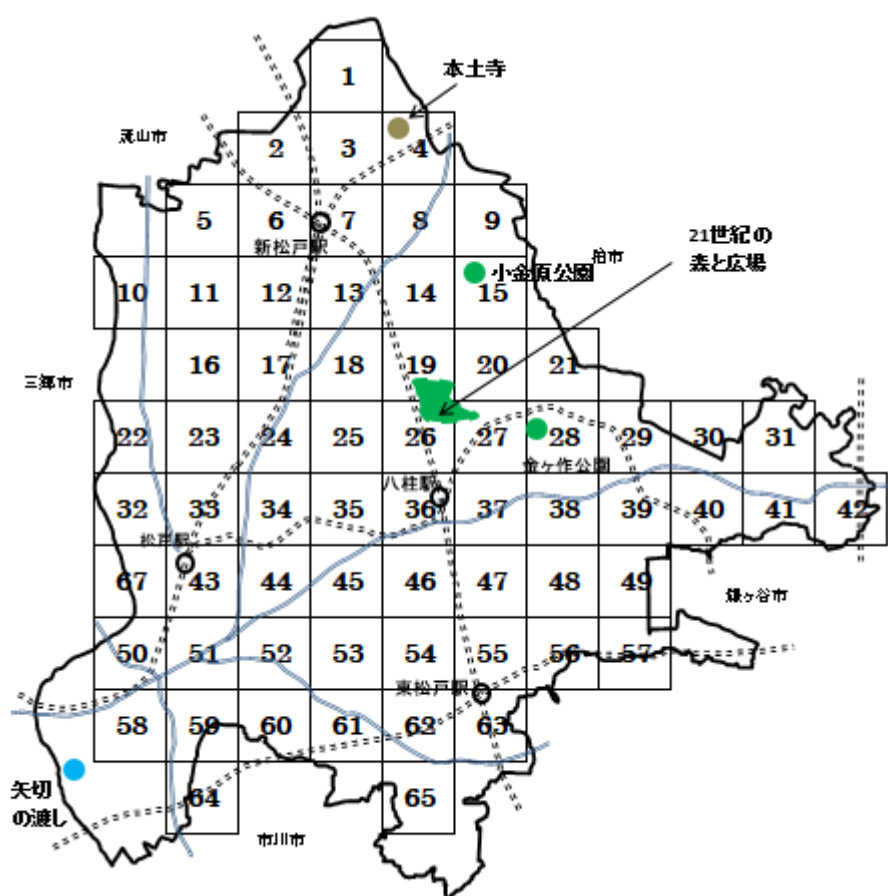 1
本土寺
流山市
2 3 4
5 6 7 8 9
新松戸駅
21世紀の
森と広場
柏市
小金原公園
10 11 12 13 14 15
16 17 18 19 20 21
三郷市
22 23 24 25 26 27 28 29 30 31
金ヶ作公園
八柱駅
32 33 34 35 36 37 38 39 40 41 42
松戸駅
67 43 44 45 46 47 48 49
鎌ヶ谷市
50 51 52 53 54 55 56 57
東松戸駅
58 59 60 61 62 63
矢切
の渡し
64 65
市川市